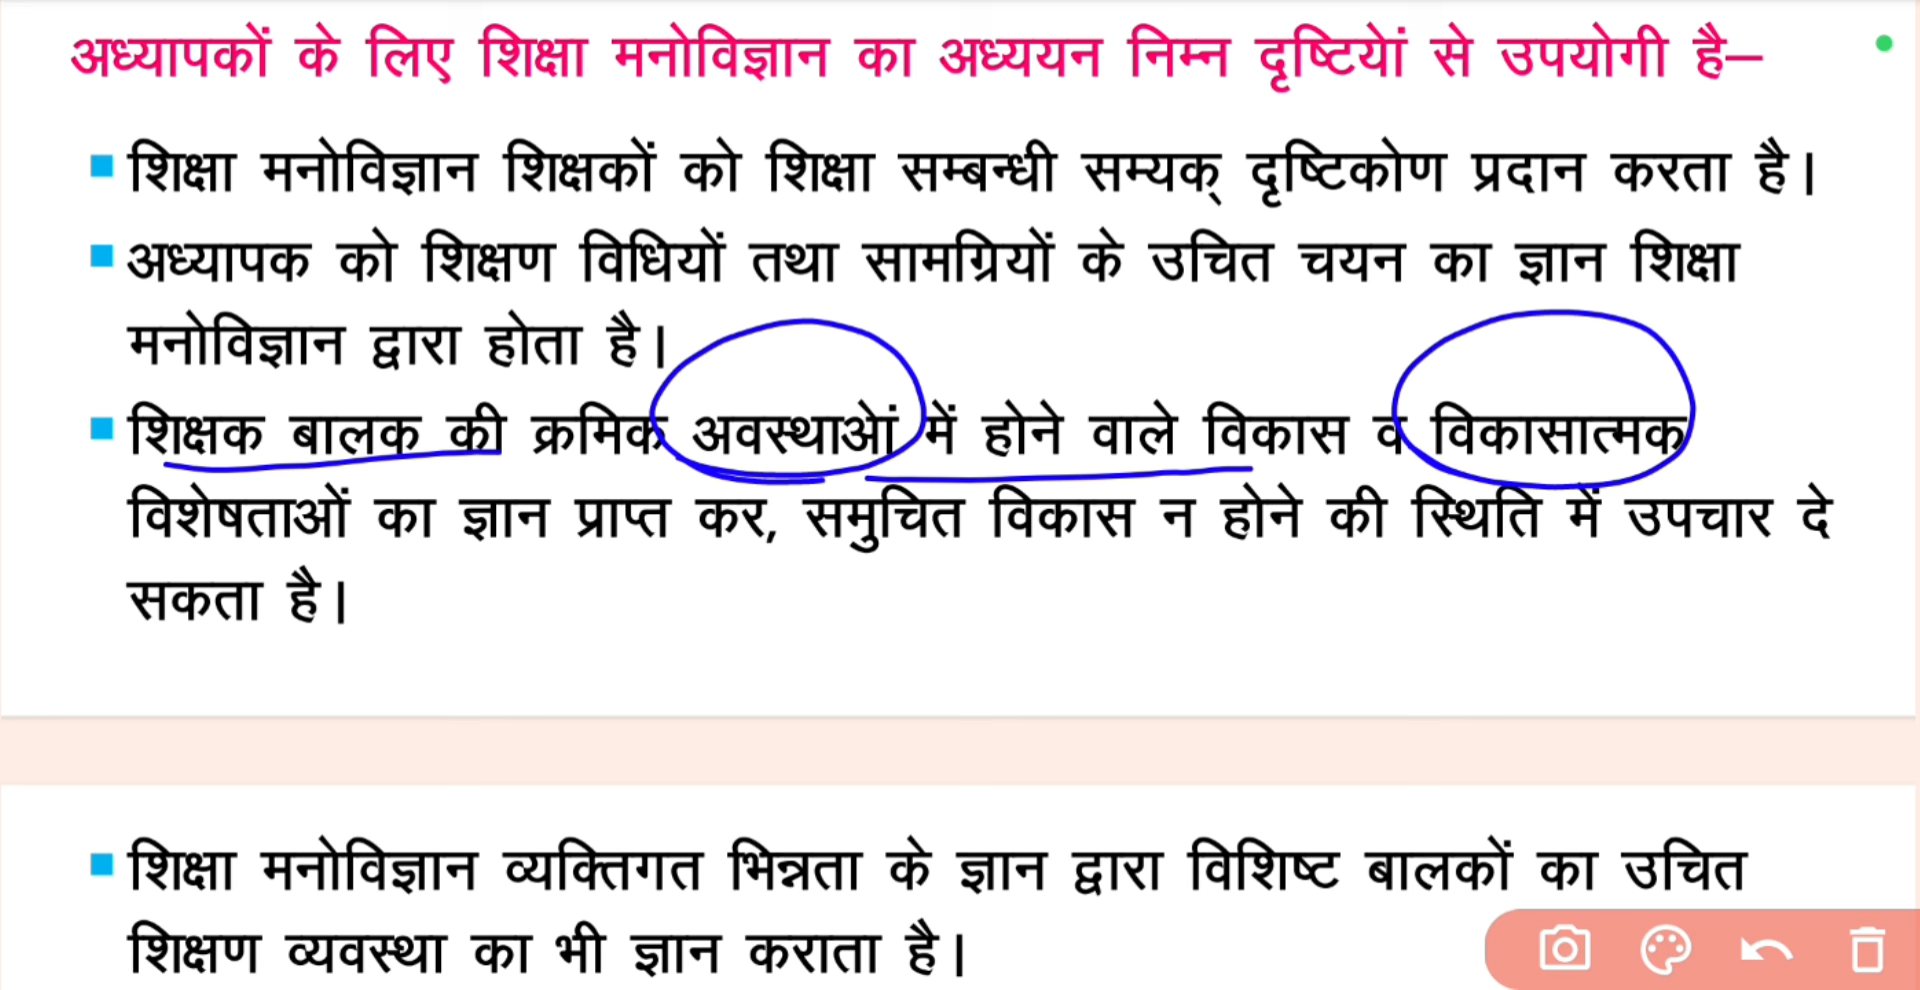 अध्यापकों के लिए शिक्षा मनोविज्ञान का अध्ययन निम्न दृष्टियेां से उपयोगी है—
शिक्षा मनोविज्ञान शिक्षकों को शिक्षा सम्बन्धी सम्यक् दृष्टिकोण प्रदान करता है।
अध्यापक को शिक्षण विधियों तथा सामग्रियों के उचित चयन का ज्ञान शिक्षा
मनोविज्ञान द्वारा होता है।
शिक्षक बालक की क्रमिक अवस्थाओं में होने वाले विकास व विकासात्मक
विशेषताओं का ज्ञान प्राप्त कर, समुचित विकास न होने की स्थिति में उपचार दे
सकता है।
शिक्षा मनोविज्ञान व्यक्तिगत भिन्नता के ज्ञान द्वारा विशिष्ट बालकों का उचित
शिक्षण व्यवस्था का भी ज्ञान कराता है।